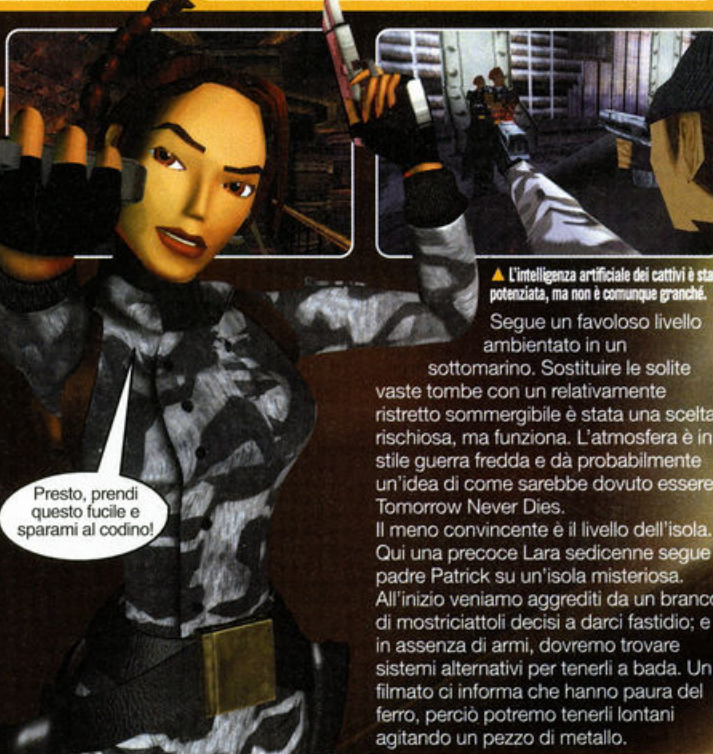 L'intelligenza artificiale dei cattivi è sta
potenziata, ma non è comunque granché.
Segue un favoloso livello
ambientato in un
sottomarino. Sostituire le solite
vaste tombe con un relativamente
ristretto sommergibile è stata una scelta
rischiosa, ma funziona. L'atmosfera è in
stile guerra fredda e dà probabilmente
un'idea di come sarebbe dovuto essere
Tomorrow Never Dies.
Il meno convincente è il livello dell'isola.
Qui una precoce Lara sedicenne segue
padre Patrick su un'isola misteriosa.
All'inizio veniamo aggrediti da un branco
di mostriciattoli decisi a darci fastidio; e
in assenza di armi, dovremo trovare
sistemi alternativi per tenerli a bada. Un
filmato ci informa che hanno paura del
ferro, perciò potremo tenerli lontani
agitando un pezzo di metallo.
Presto, prendi
questo fucile e
sparami al codino!